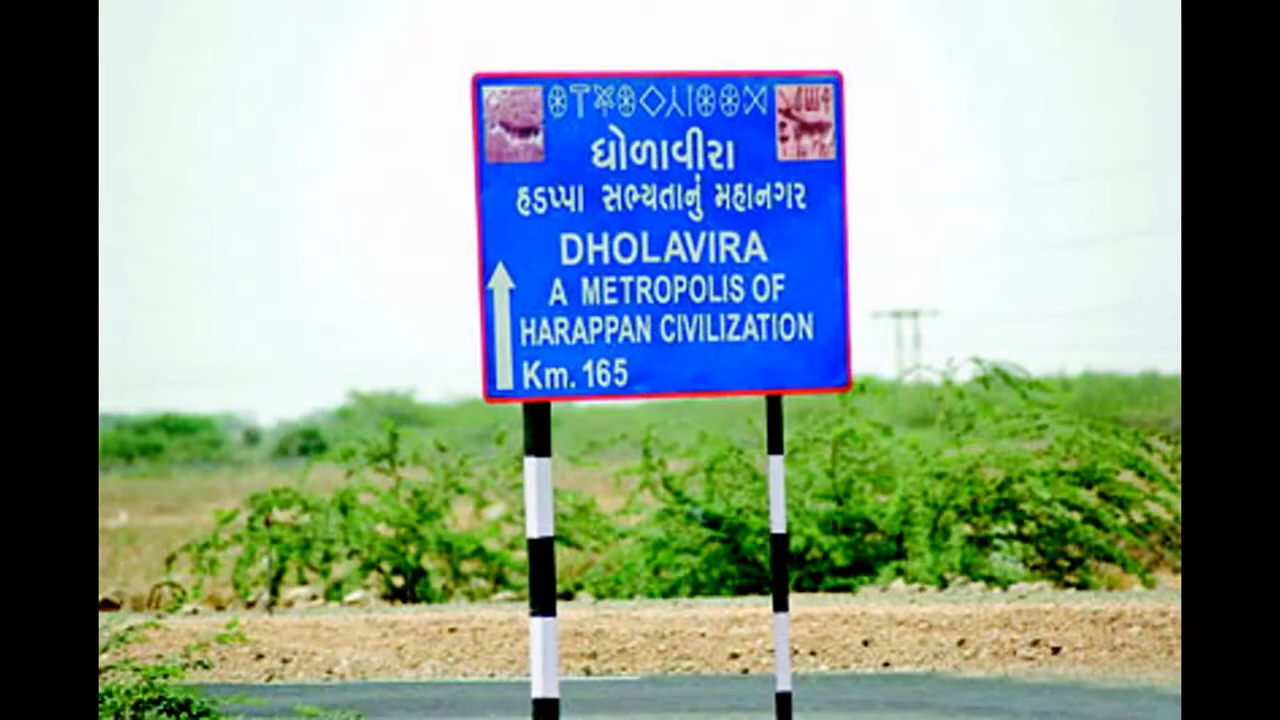 ધોળાવીરા
હડપ્પા સભ્યતાનું મહાનગર
DHOLAVIRA
A METROPOLIS OF
HARAPPAN CIVILIZATION
Km. 165